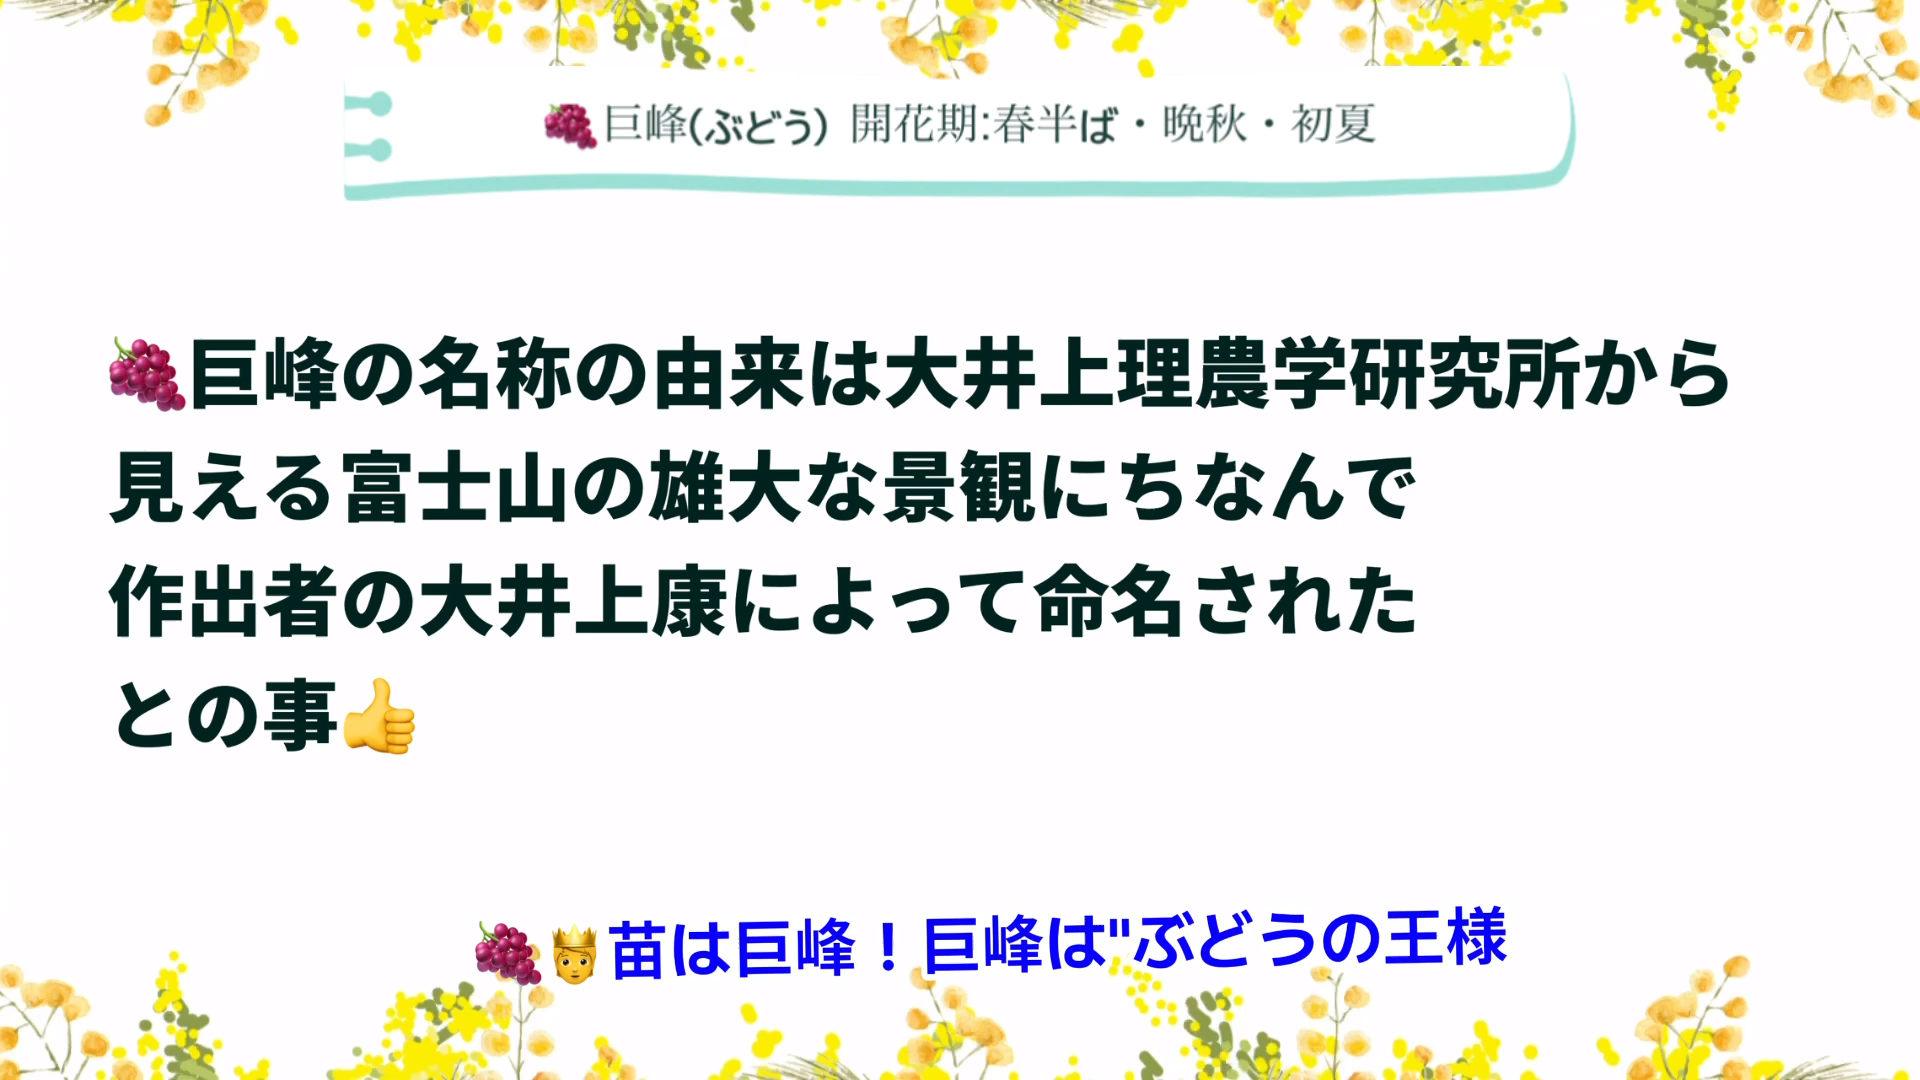 🍇巨峰(ぶどう) 開花期:春半ば・晩秋・初夏
🍇巨峰の名称の由来は大井上理農学研究所から
見える富士山の雄大な景観にちなんで
作出者の大井上康によって命名された
との事👍
🍇🤴苗は巨峰！巨峰は"ぶどうの王様